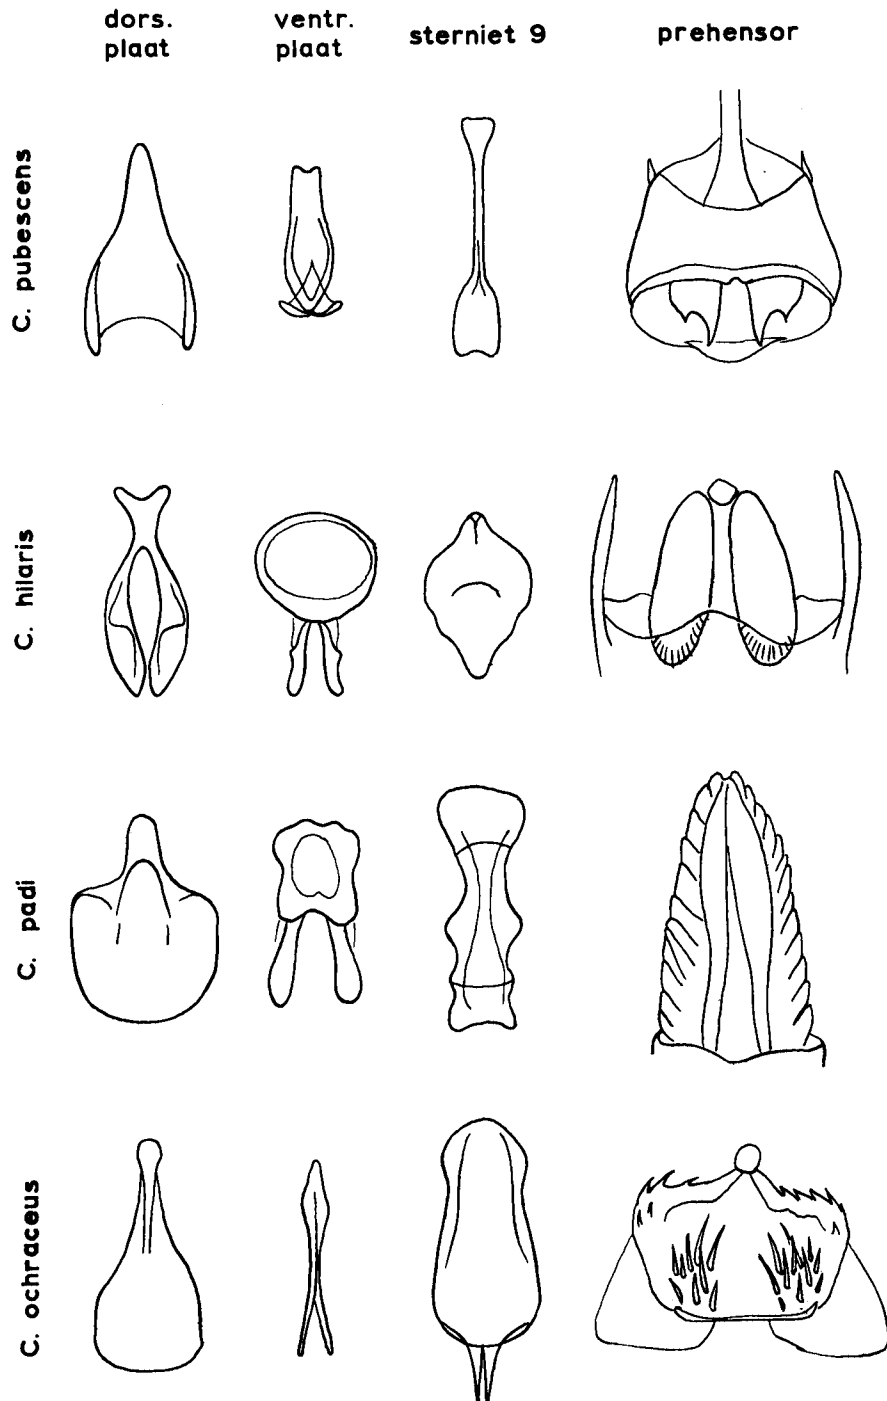 dors.
plaat
ventr.
plaat
sterniet 9
prehensor
C. pubescens
C. hilaris
C. padi
C. ochraceus